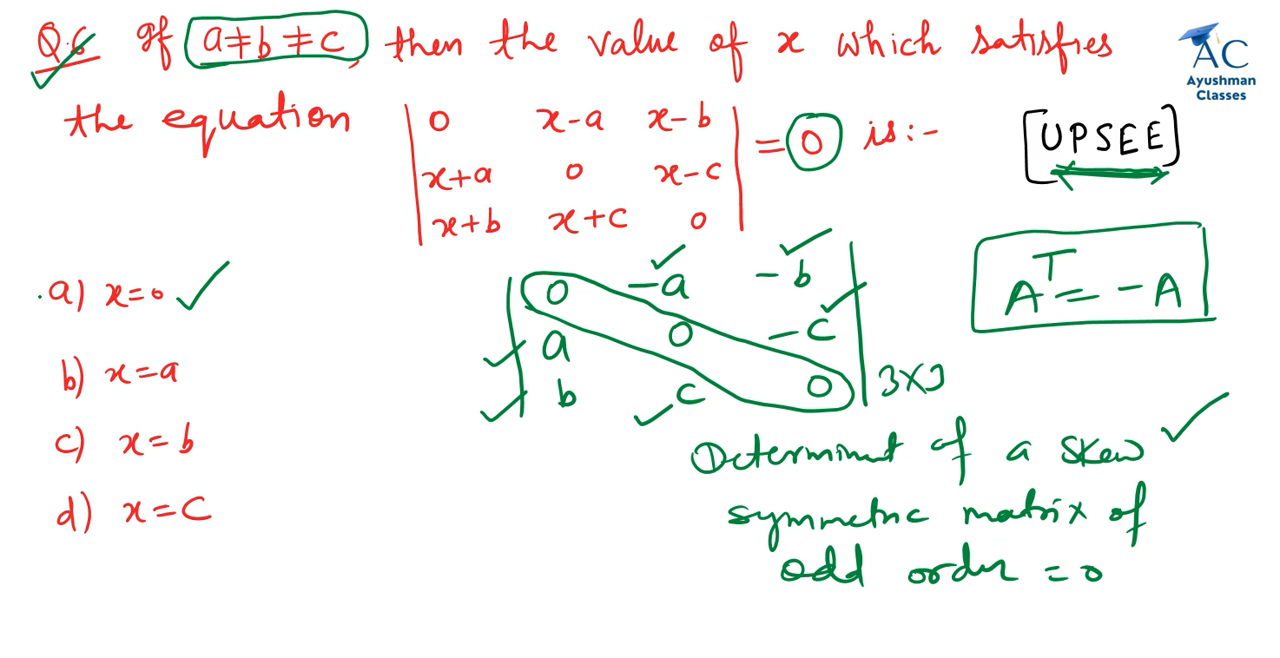 Q.6 If a≠b≠c, then the value of x which satisfies
AC
Ayushman
Classes
the equation | 0 x-a x-b | = 0 is:-
| x+a 0 x-c |
| x+b x+c 0 |
[UPSEE]
a) x=0 ✓
b) x=a
c) x=b
d) x=c
| 0 -a -b |
| a 0 -c |
| b c 0 | 3×3
Aᵀ = -A
Determinant of a skew ✓
symmetric matrix of
odd order = 0